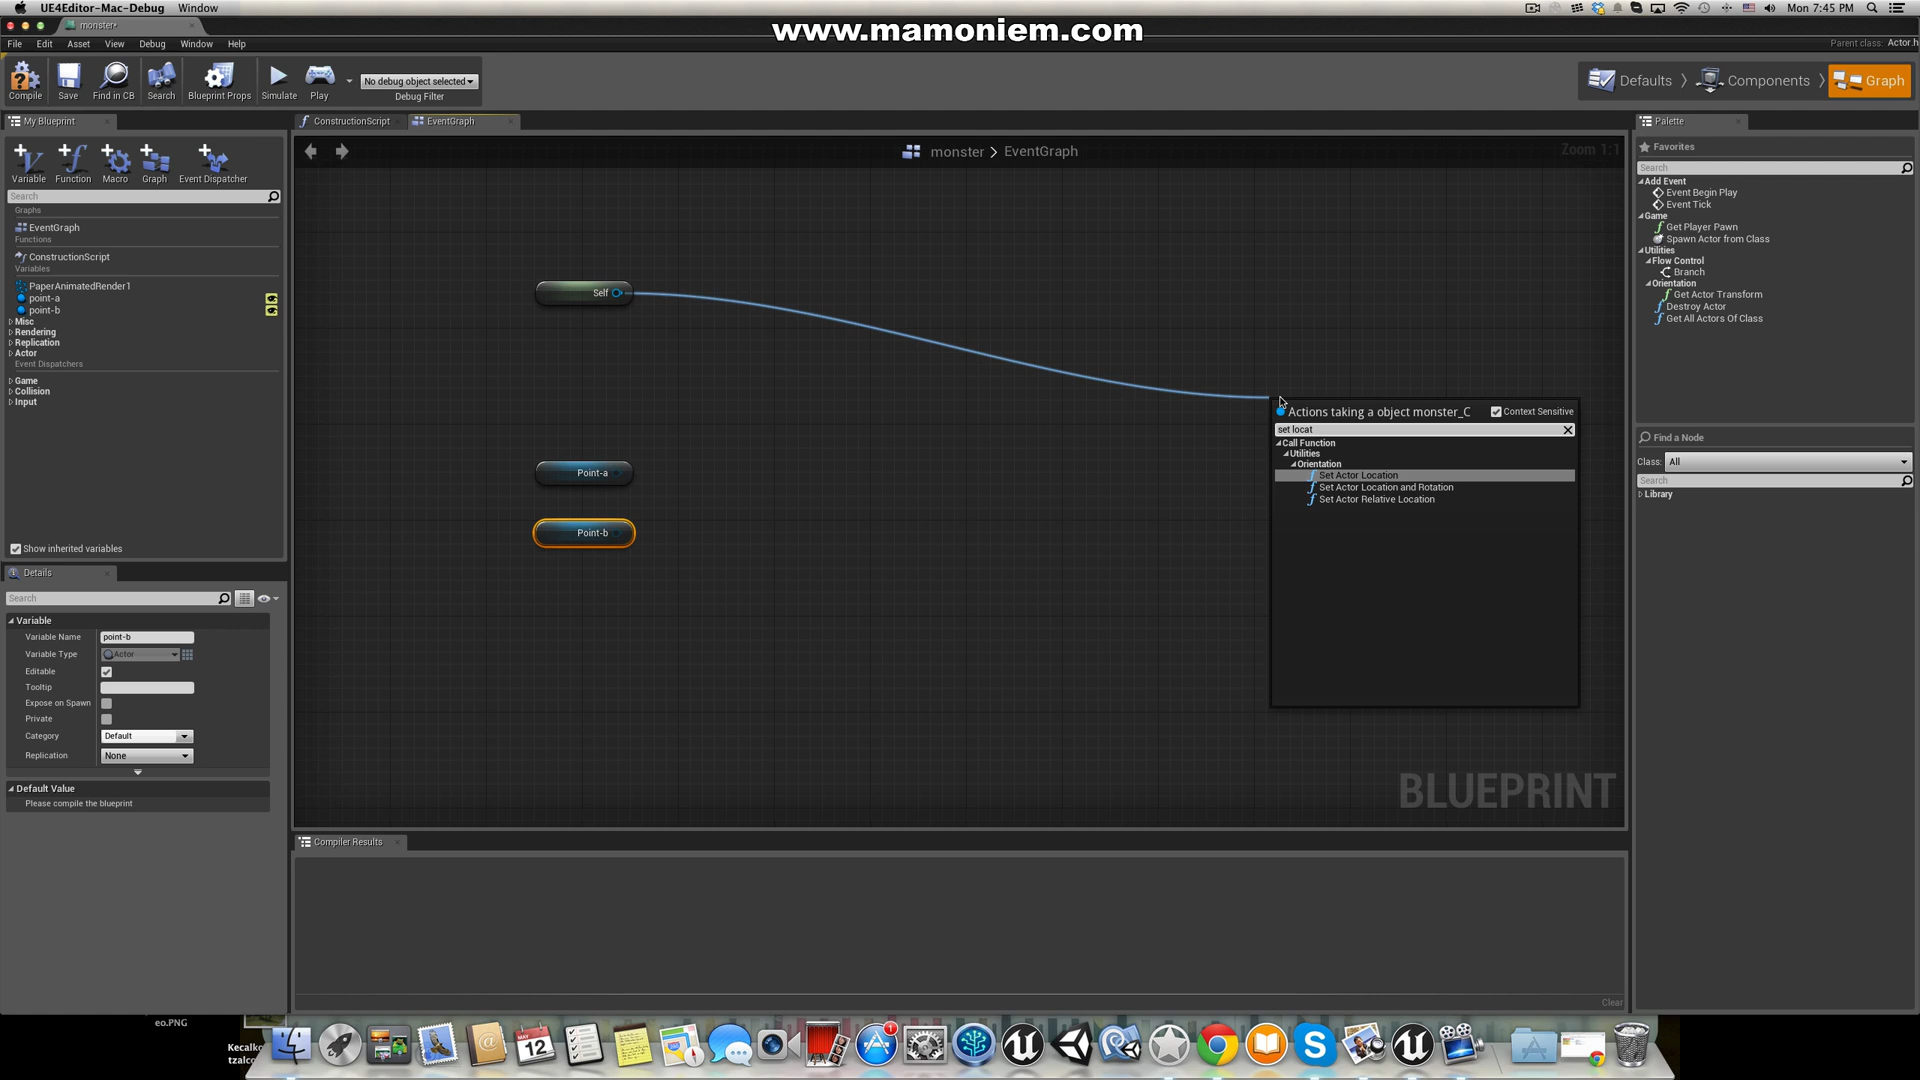 UE4Editor-Mac-Debug Window
Mon 7:45 PM
www.mamoniem.com
monster*
File Edit Asset View Debug Window Help
Parent class: Actor.h
Compile
Save
Find in CB
Search
Blueprint Props
Simulate
Play
No debug object selected
Debug Filter
Defaults
Components
Graph
My Blueprint
ConstructionScript
EventGraph
Palette
Variable
Function
Macro
Graph
Event Dispatcher
Search
Graphs
EventGraph
Functions
ConstructionScript
Variables
PaperAnimatedRender1
point-a
point-b
Misc
Rendering
Replication
Actor
Event Dispatchers
Game
Collision
Input
Show inherited variables
Details
Search
Variable
Variable Name point-b
Variable Type Actor
Editable
Tooltip
Expose on Spawn
Private
Category Default
Replication None
Default Value
Please compile the blueprint
monster > EventGraph
Zoom 1:1
Self
Point-a
Point-b
Actions taking a object monster_C
Context Sensitive
set locat
Call Function
Utilities
Orientation
Set Actor Location
Set Actor Location and Rotation
Set Actor Relative Location
BLUEPRINT
Compiler Results
Clear
Favorites
Search
Add Event
Event Begin Play
Event Tick
Game
Get Player Pawn
Spawn Actor from Class
Utilities
Flow Control
Branch
Orientation
Get Actor Transform
Destroy Actor
Get All Actors Of Class
Find a Node
Class: All
Search
Library
eo.PNG
Kecalko
tzalco
MAY
12
1